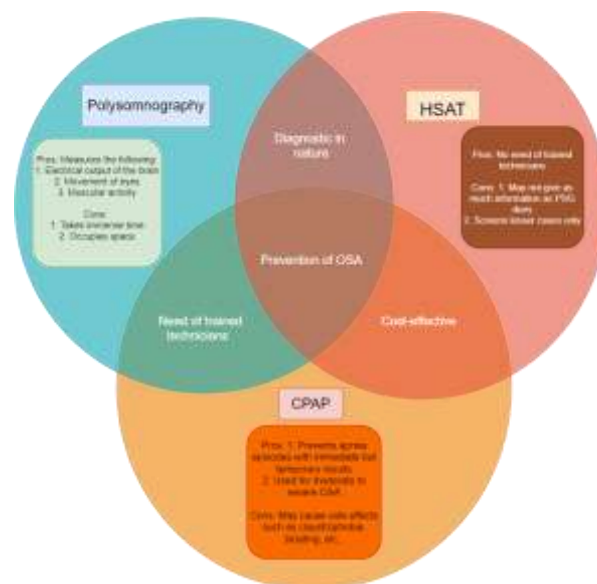 Polysomnography
HSAT
Diagnostic in
nature
Pros: Measures the following:
1. Electrical output of the brain
2. Movement of eyes
3. Muscular activity
Cons:
1. Takes immense time
2. Occupies space
Pros: No need of trained
technicians
Cons: 1. May not give as
much information as PSG
does
2. Screens severe cases only
Prevention of OSA
Need of trained
technicians
Cost-effective
CPAP
Pros: 1. Prevents apnea
episodes with immediate but
temporary results
2. Used for moderate to
severe OSA
Cons: May cause side effects
such as claustrophobia,
bloating, etc.